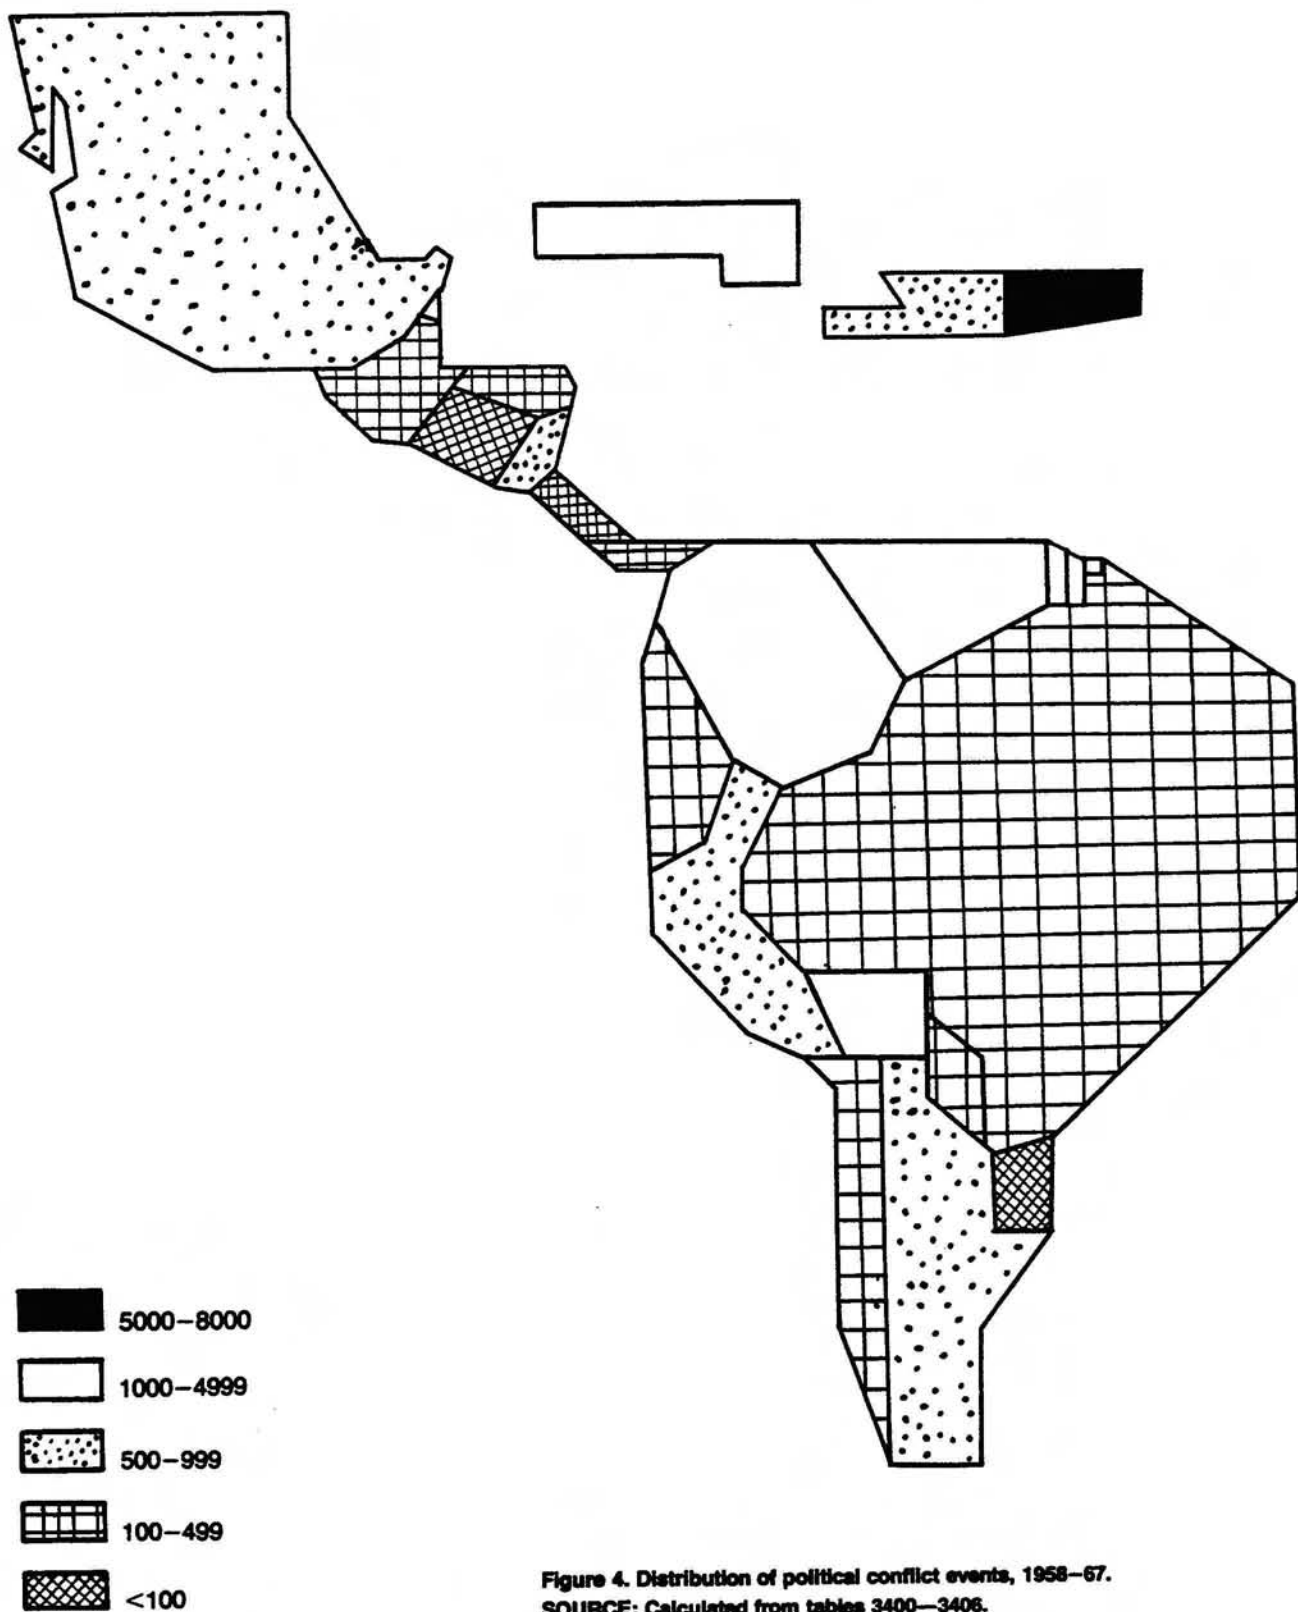 5000–8000
1000–4999
500–999
100–499
<100
Figure 4. Distribution of political conflict events, 1958–67.
SOURCE: Calculated from tables 3400—3406.